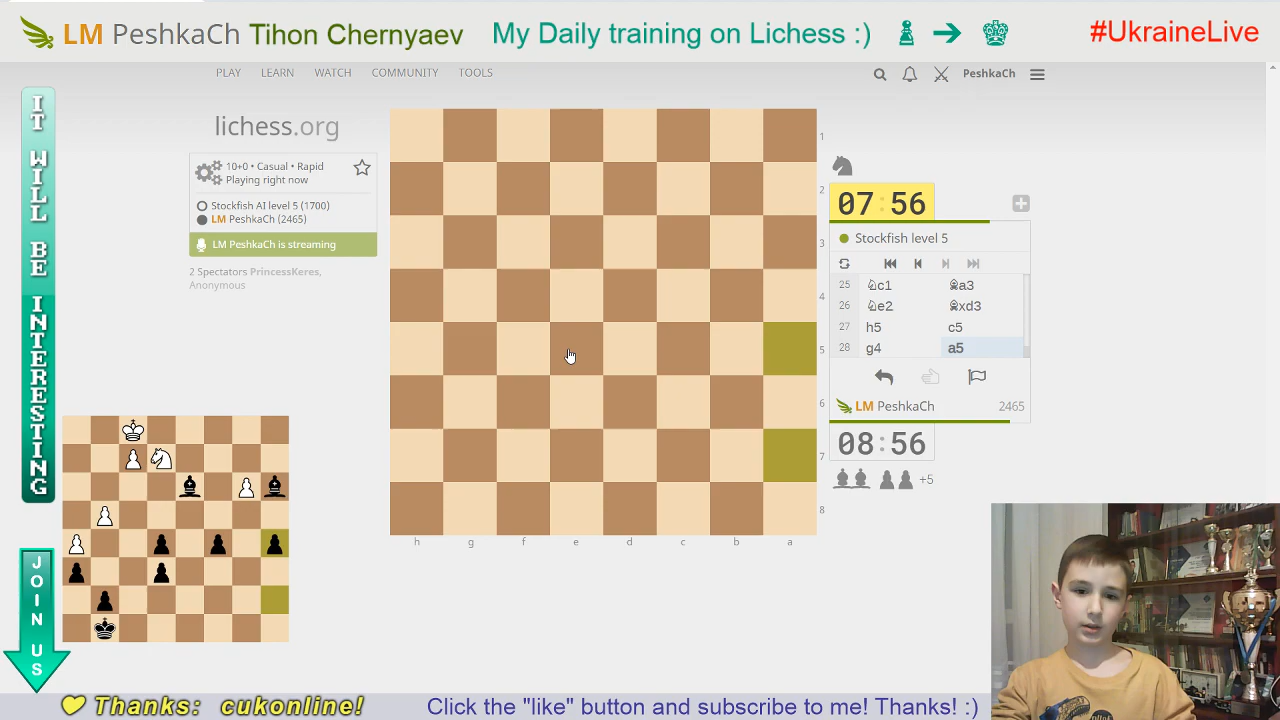 LM PeshkaCh Tihon Chernyaev
My Daily training on Lichess :)
#UkraineLive
PLAY LEARN WATCH COMMUNITY TOOLS
PeshkaCh
IT WILL BE INTERESTING
JOIN US
lichess.org
10+0 • Casual • Rapid
Playing right now
Stockfish AI level 5 (1700)
LM PeshkaCh (2465)
LM PeshkaCh is streaming
2 Spectators PrincessKeres,
Anonymous
1
2
3
4
5
6
7
8
h g f e d c b a
07:56
Stockfish level 5
25 ♘c1 ♝a3
26 ♘e2 ♝xd3
27 h5 c5
28 g4 a5
LM PeshkaCh 2465
08:56
+5
Thanks: cukonline!
Click the "like" button and subscribe to me! Thanks! :)